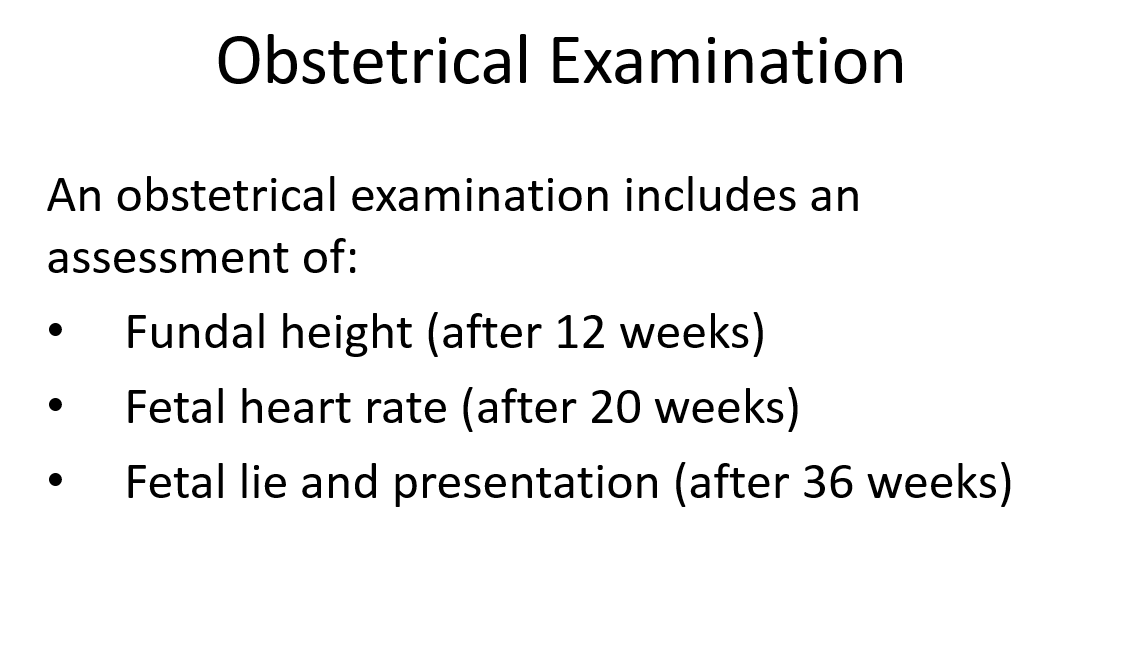 Obstetrical Examination
An obstetrical examination includes an
assessment of:
• Fundal height (after 12 weeks)
• Fetal heart rate (after 20 weeks)
• Fetal lie and presentation (after 36 weeks)